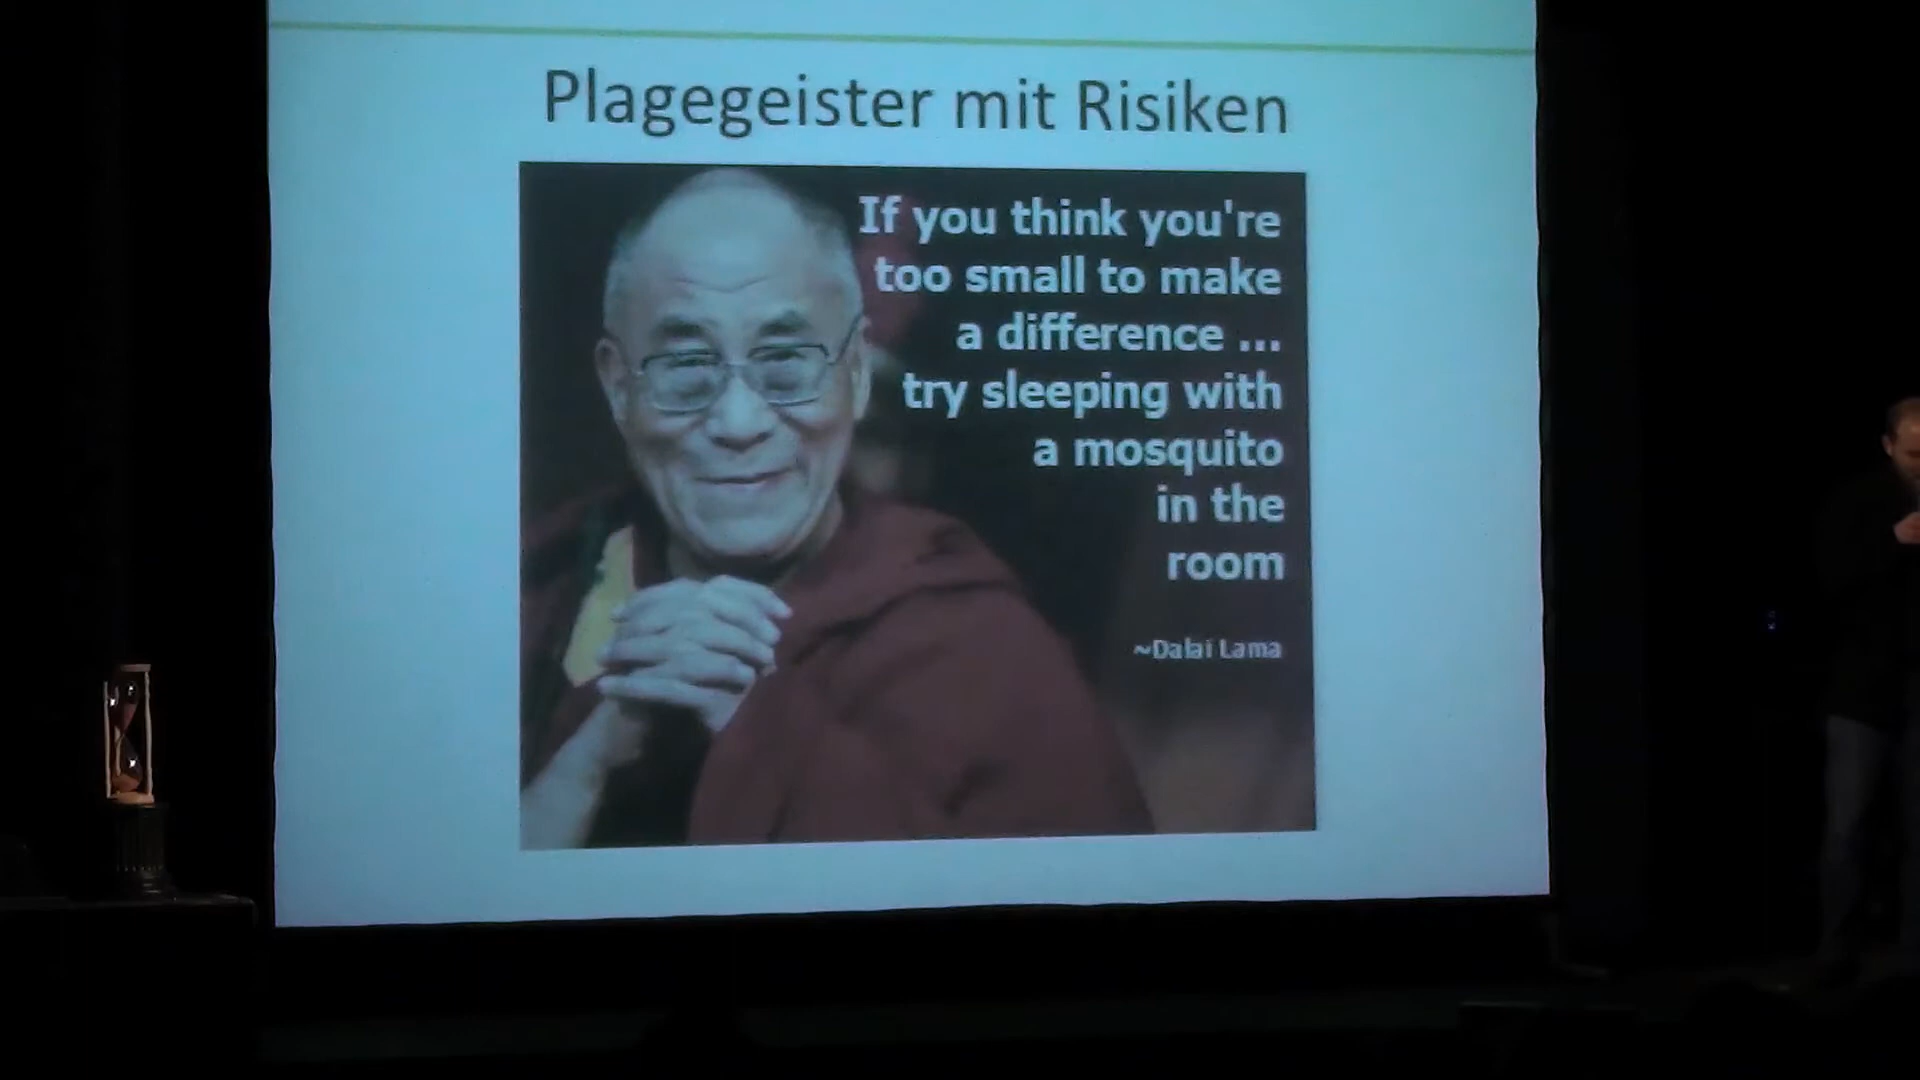 Plagegeister mit Risiken
If you think you're
too small to make
a difference ...
try sleeping with
a mosquito
in the
room
~Dalai Lama